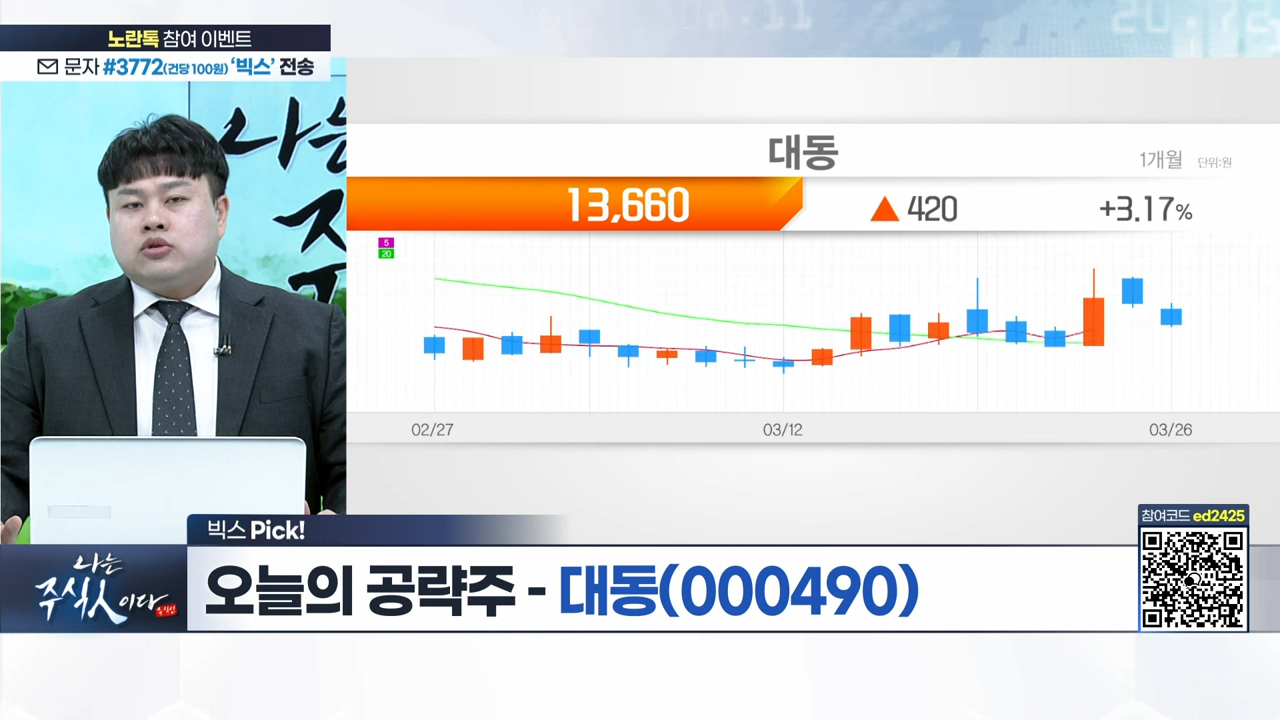 노란톡 참여 이벤트
문자 #3772(건당 100원) '빅스' 전송
나는
대동
1개월 단위:원
13,660 ▲ 420 +3.17%
5
20
02/27 03/12 03/26
빅스 Pick!
참여코드 ed2425
나는
주식人이다
오늘의 공략주 - 대동(000490)